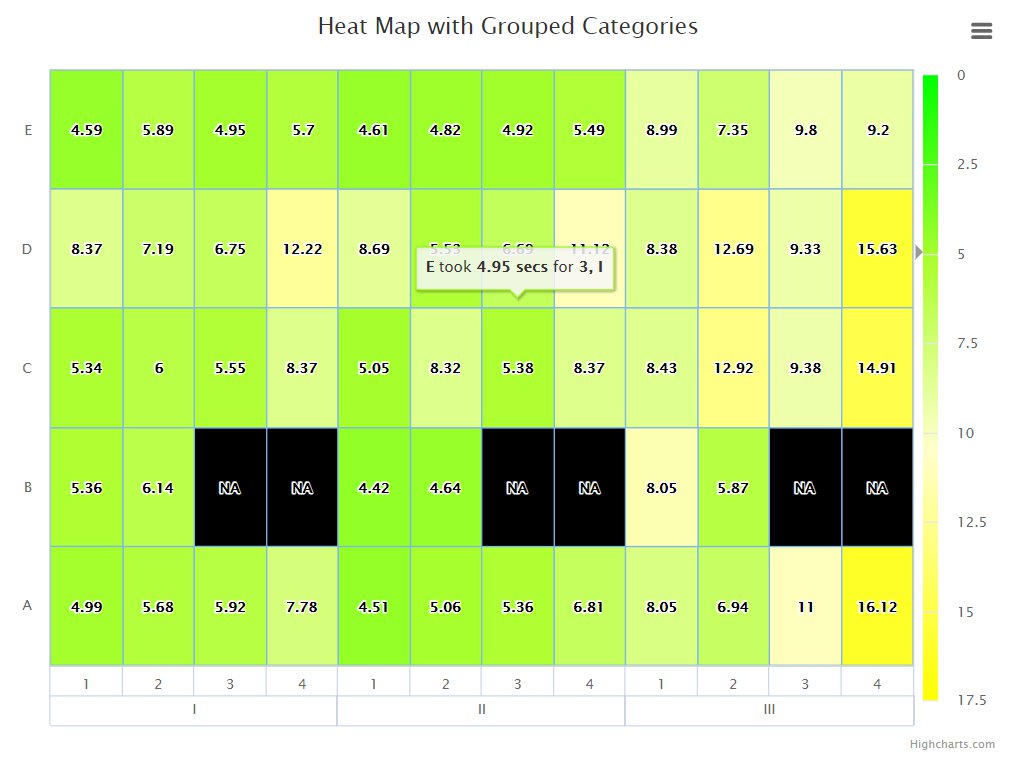 Heat Map with Grouped Categories
0
E 4.59 5.89 4.95 5.7 4.61 4.82 4.92 5.49 8.99 7.35 9.8 9.2
2.5
D 8.37 7.19 6.75 12.22 8.69 5.53 6.69 11.12 8.38 12.69 9.33 15.63
5
E took 4.95 secs for 3, I
7.5
C 5.34 6 5.55 8.37 5.05 8.32 5.38 8.37 8.43 12.92 9.38 14.91
10
B 5.36 6.14 NA NA 4.42 4.64 NA NA 8.05 5.87 NA NA
12.5
A 4.99 5.68 5.92 7.78 4.51 5.06 5.36 6.81 8.05 6.94 11 16.12
15
1 2 3 4 1 2 3 4 1 2 3 4
17.5
I II III
Highcharts.com